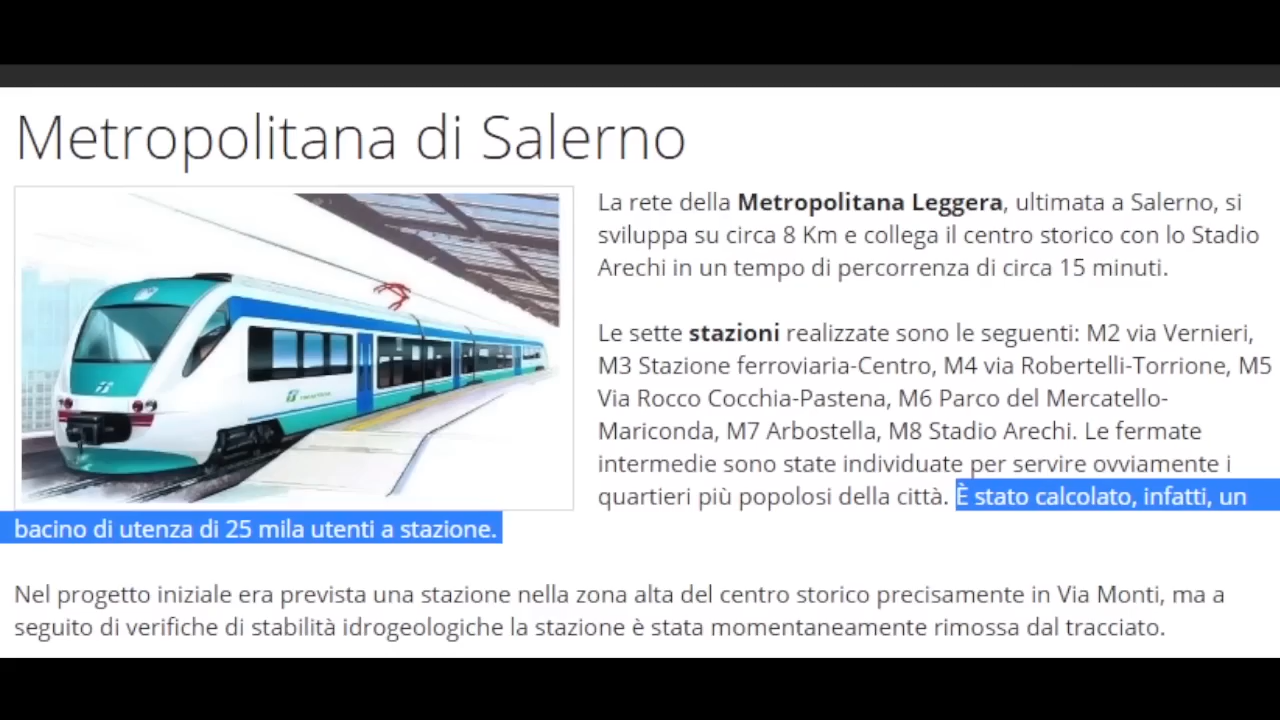 Metropolitana di Salerno
La rete della Metropolitana Leggera, ultimata a Salerno, si
sviluppa su circa 8 Km e collega il centro storico con lo Stadio
Arechi in un tempo di percorrenza di circa 15 minuti.
Le sette stazioni realizzate sono le seguenti: M2 via Vernieri,
M3 Stazione ferroviaria-Centro, M4 via Robertelli-Torrione, M5
Via Rocco Cocchia-Pastena, M6 Parco del Mercatello-
Mariconda, M7 Arbostella, M8 Stadio Arechi. Le fermate
intermedie sono state individuate per servire ovviamente i
quartieri più popolosi della città. È stato calcolato, infatti, un
bacino di utenza di 25 mila utenti a stazione.
Nel progetto iniziale era prevista una stazione nella zona alta del centro storico precisamente in Via Monti, ma a
seguito di verifiche di stabilità idrogeologiche la stazione è stata momentaneamente rimossa dal tracciato.